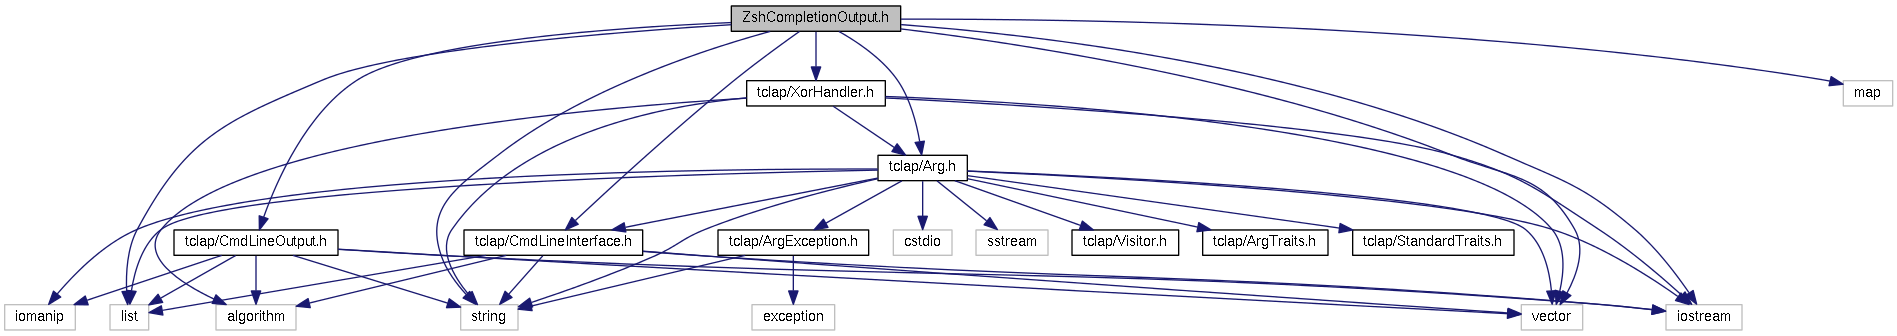 ZshCompletionOutput.h
tclap/XorHandler.h
map
tclap/Arg.h
tclap/CmdLineOutput.h
tclap/CmdLineInterface.h
tclap/ArgException.h
cstdio
sstream
tclap/Visitor.h
tclap/ArgTraits.h
tclap/StandardTraits.h
iomanip
list
algorithm
string
exception
vector
iostream